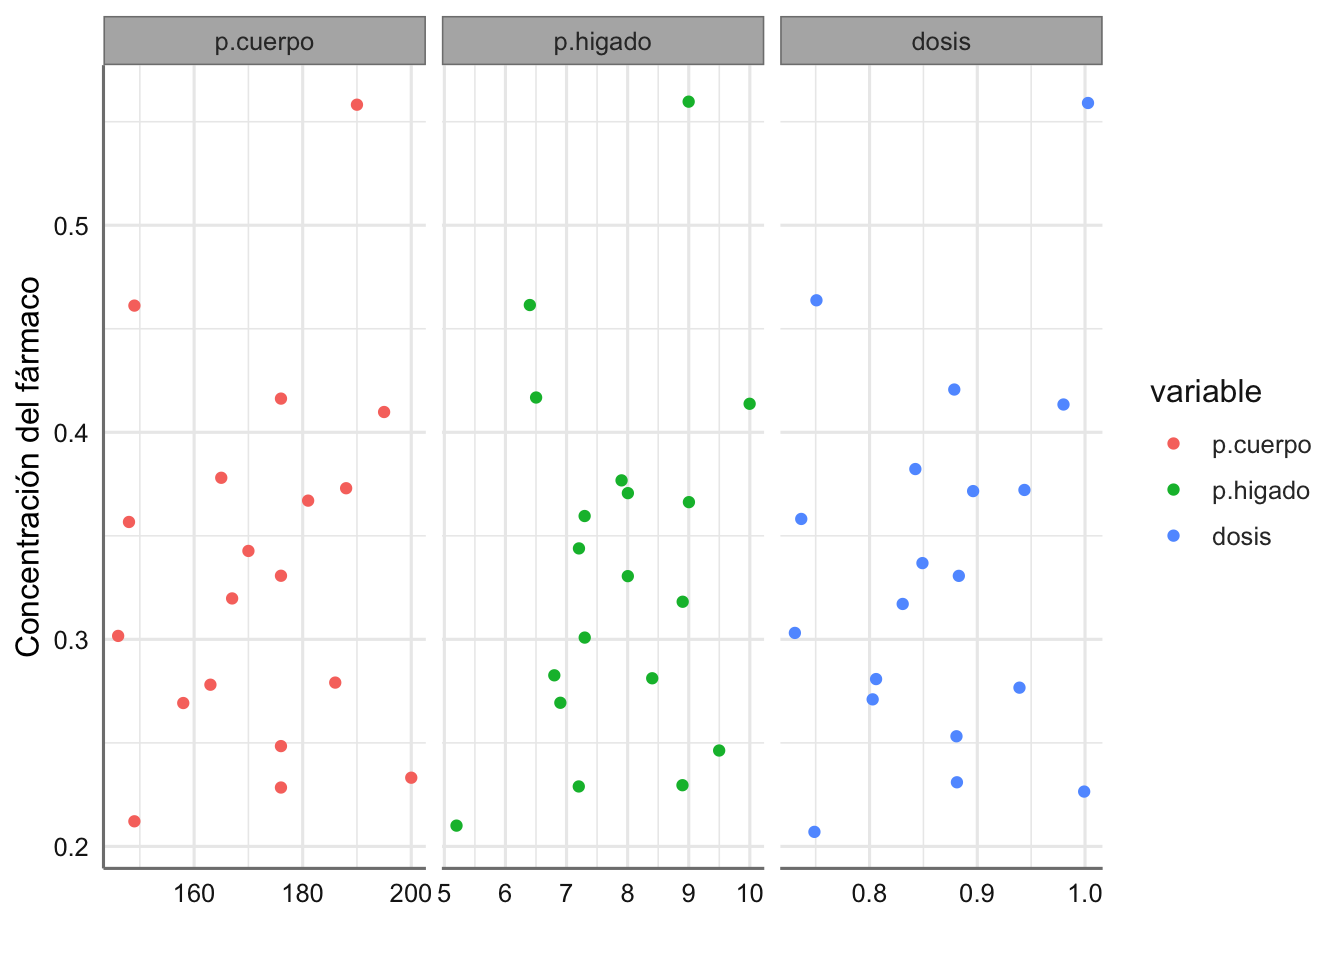 p.cuerpo
p.higado
dosis
Concentración del fármaco
0.5
0.4
0.3
0.2
160 180 200
5 6 7 8 9 10
0.8 0.9 1.0
variable
p.cuerpo
p.higado
dosis